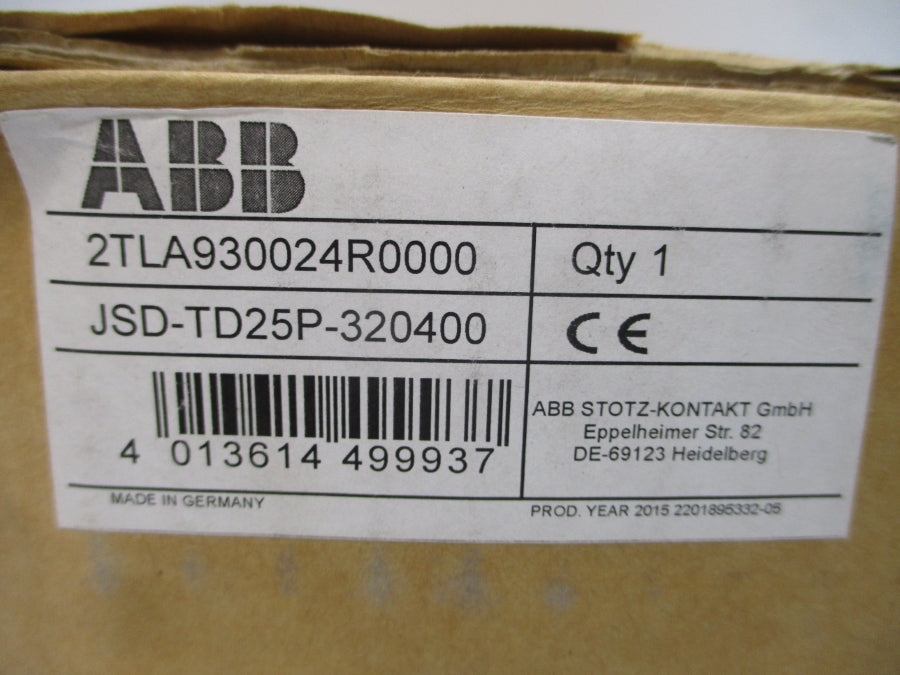 ABB
2TLA930024R0000
Qty 1
JSD-TD25P-320400
CE
ABB STOTZ-KONTAKT GmbH
Eppelheimer Str. 82
DE-69123 Heidelberg
4 013614 499937
MADE IN GERMANY
PROD. YEAR 2015 2201895332-05